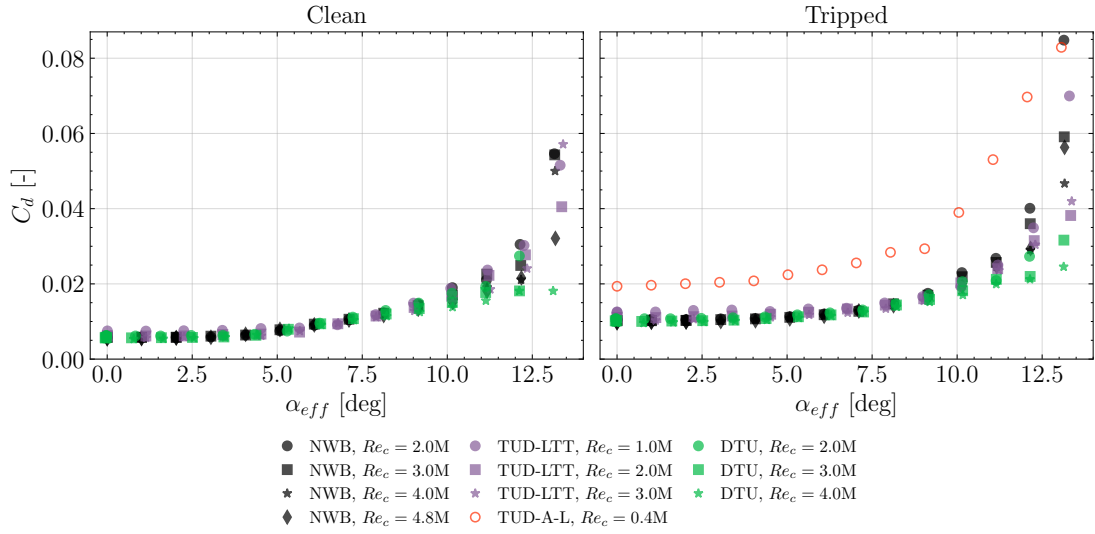 Clean Tripped
0.08
0.06
0.04
0.02
0.00
C_d [-]
0.0 2.5 5.0 7.5 10.0 12.5 0.0 2.5 5.0 7.5 10.0 12.5
α_{eff} [deg] α_{eff} [deg]
NWB, Re_c = 2.0M TUD-LTT, Re_c = 1.0M DTU, Re_c = 2.0M
NWB, Re_c = 3.0M TUD-LTT, Re_c = 2.0M DTU, Re_c = 3.0M
NWB, Re_c = 4.0M TUD-LTT, Re_c = 3.0M DTU, Re_c = 4.0M
NWB, Re_c = 4.8M TUD-A-L, Re_c = 0.4M